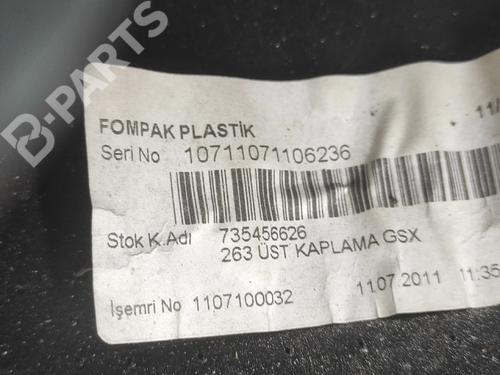 B-PARTS
FOMPAK PLASTİK
Seri No 10711071106236
Stok K.Adı 735456626
263 ÜST KAPLAMA GSX
İşemri No 1107100032 11.07.2011 11:35